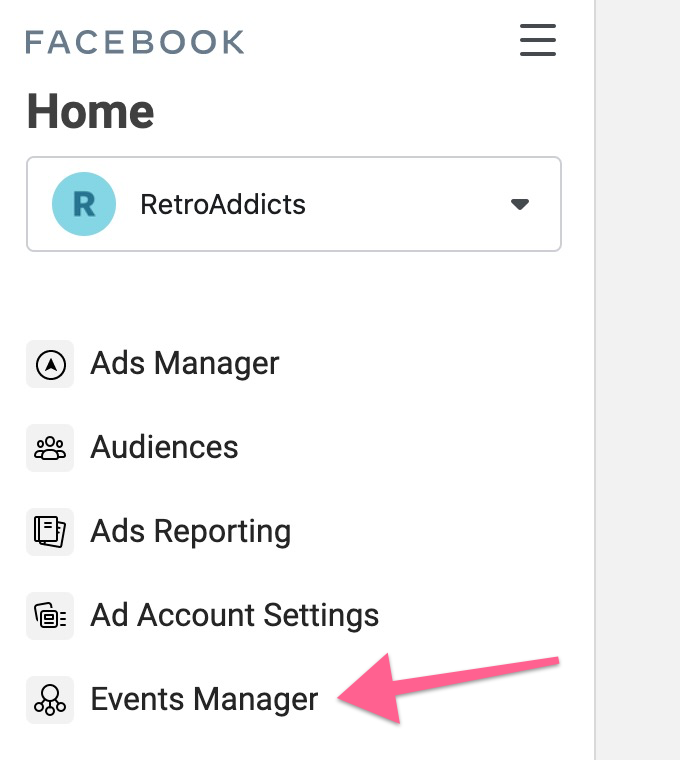 FACEBOOK
Home
R
RetroAddicts
Ads Manager
Audiences
Ads Reporting
Ad Account Settings
Events Manager